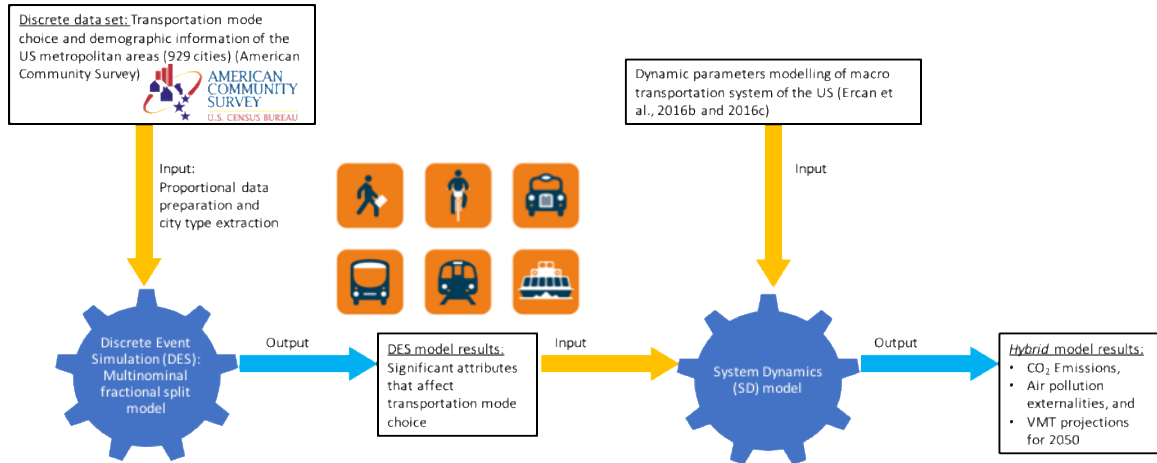 Discrete data set: Transportation mode
choice and demographic information of the
US metropolitan areas (929 cities) (American
Community Survey)
AMERICAN
COMMUNITY
SURVEY
U.S. CENSUS BUREAU
Dynamic parameters modelling of macro
transportation system of the US (Ercan et
al., 2016b and 2016c)
Input:
Proportional data
preparation and
city type extraction
Input
Discrete Event
Simulation (DES):
Multinominal
fractional split
model
Output
DES model results:
Significant attributes
that affect
transportation mode
choice
Input
System Dynamics
(SD) model
Output
Hybrid model results:
• CO₂ Emissions,
• Air pollution
externalities, and
• VMT projections
for 2050